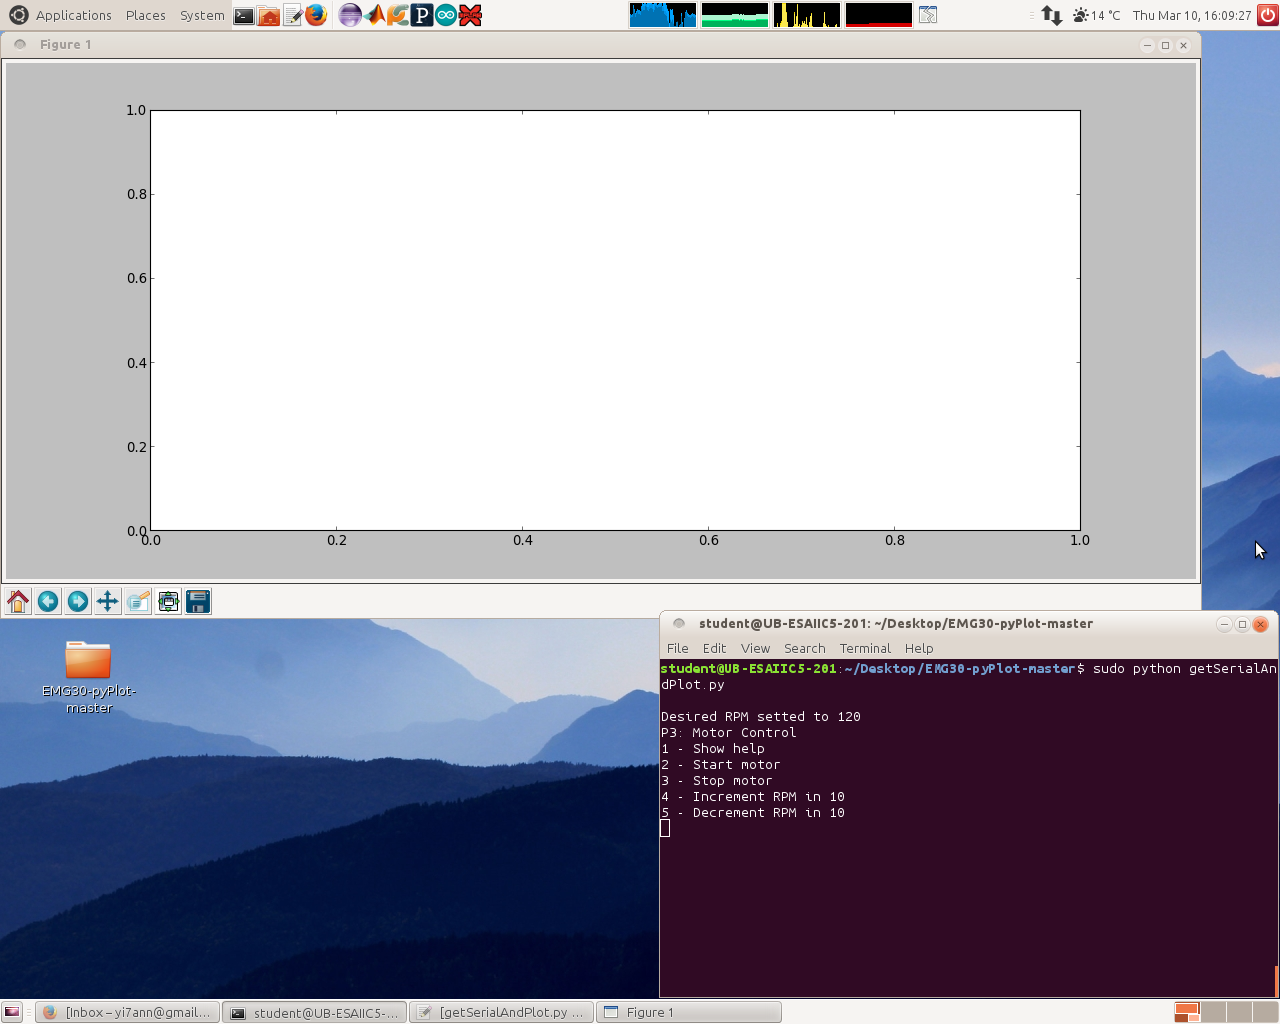 Applications Places System
14 °C Thu Mar 10, 16:09:27
Figure 1
1.0
0.8
0.6
0.4
0.2
0.0
0.0 0.2 0.4 0.6 0.8 1.0
EMG30-pyPlot-
master
student@UB-ESAIIC5-201: ~/Desktop/EMG30-pyPlot-master
File Edit View Search Terminal Help
student@UB-ESAIIC5-201:~/Desktop/EMG30-pyPlot-master$ sudo python getSerialAn
dPlot.py
Desired RPM setted to 120
P3: Motor Control
1 - Show help
2 - Start motor
3 - Stop motor
4 - Increment RPM in 10
5 - Decrement RPM in 10
[Inbox – yi7ann@gmail... student@UB-ESAIIC5-... [getSerialAndPlot.py ... Figure 1